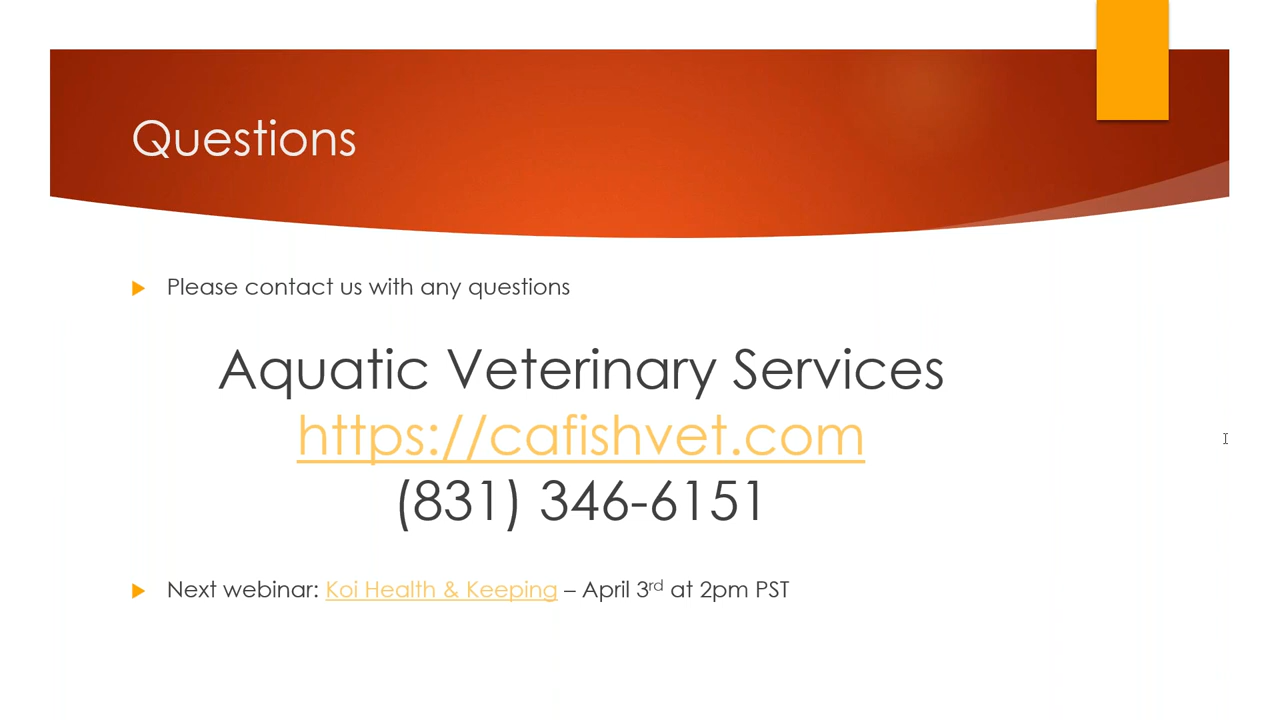 Questions
Please contact us with any questions
Aquatic Veterinary Services
https://cafishvet.com
(831) 346-6151
Next webinar: Koi Health & Keeping – April 3rd at 2pm PST